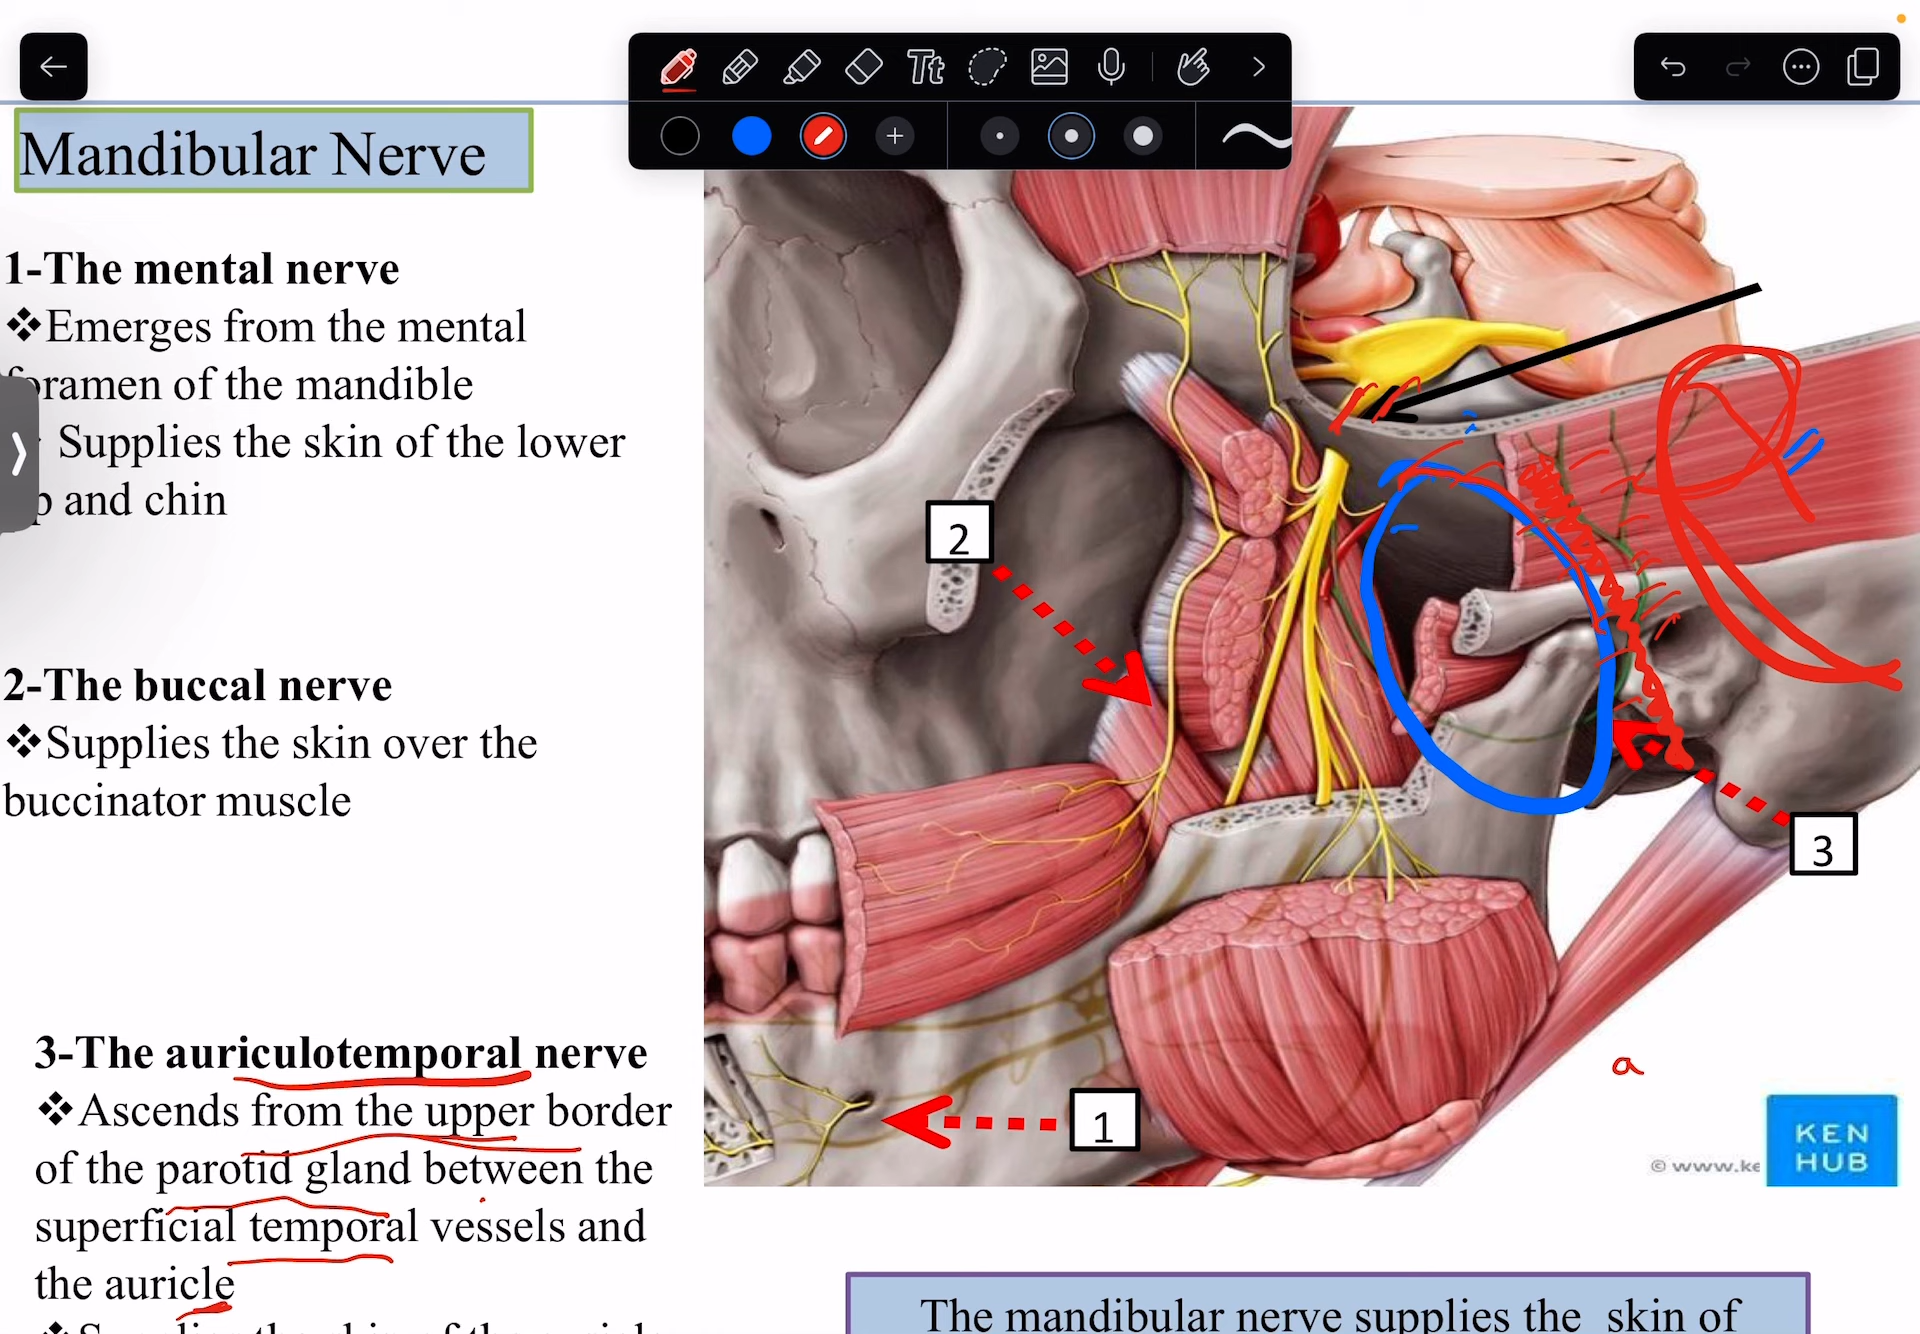 Tt
Mandibular Nerve
1-The mental nerve
❖Emerges from the mental
foramen of the mandible
Supplies the skin of the lower
and chin
2-The buccal nerve
❖Supplies the skin over the
buccinator muscle
3-The auriculotemporal nerve
❖Ascends from the upper border
of the parotid gland between the
superficial temporal vessels and
the auricle
2
3
1
a
© www.ke
KEN
HUB
The mandibular nerve supplies the skin of